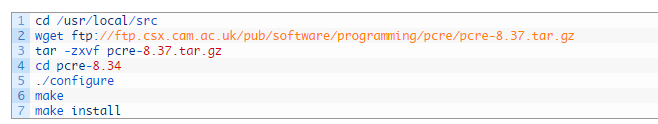 1 cd /usr/local/src
2 wget ftp://ftp.csx.cam.ac.uk/pub/software/programming/pcre/pcre-8.37.tar.gz
3 tar -zxvf pcre-8.37.tar.gz
4 cd pcre-8.34
5 ./configure
6 make
7 make install